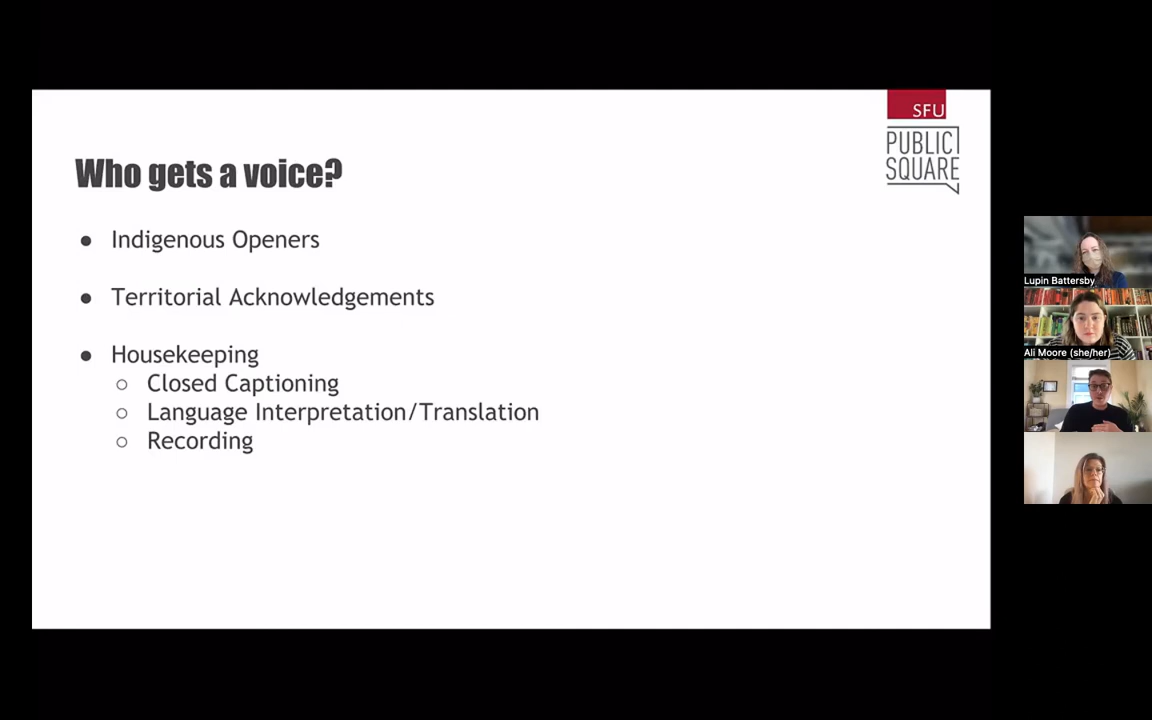 SFU
PUBLIC
SQUARE
Who gets a voice?
● Indigenous Openers
● Territorial Acknowledgements
● Housekeeping
○ Closed Captioning
○ Language Interpretation/Translation
○ Recording
Lupin Battersby
Ali Moore (she/her)